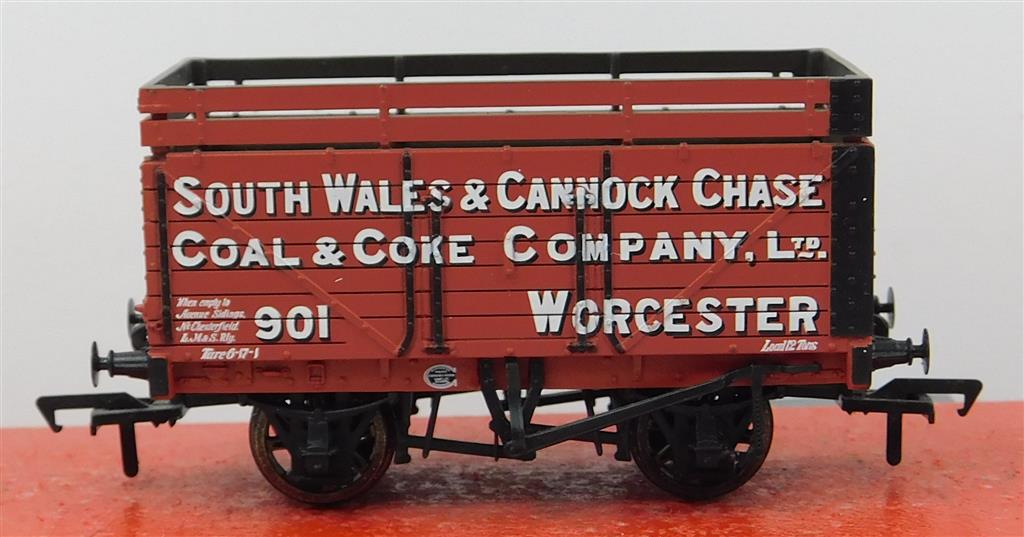 SOUTH WALES & CANNOCK CHASE
COAL & COKE COMPANY, LTD.
WORCESTER
901
When empty to
Avenue Sidings,
Nr Chesterfield
L.M.& S. Rly.
Tare 6-17-1
Load 12 Tons